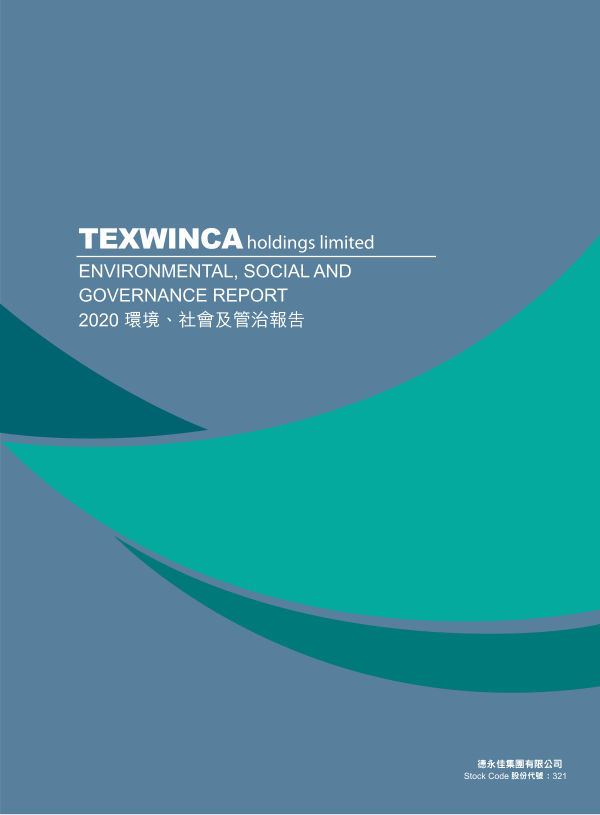 TEXWINCA holdings limited
ENVIRONMENTAL, SOCIAL AND
GOVERNANCE REPORT
2020 環境、社會及管治報告
德永佳集團有限公司
Stock Code 股份代號：321